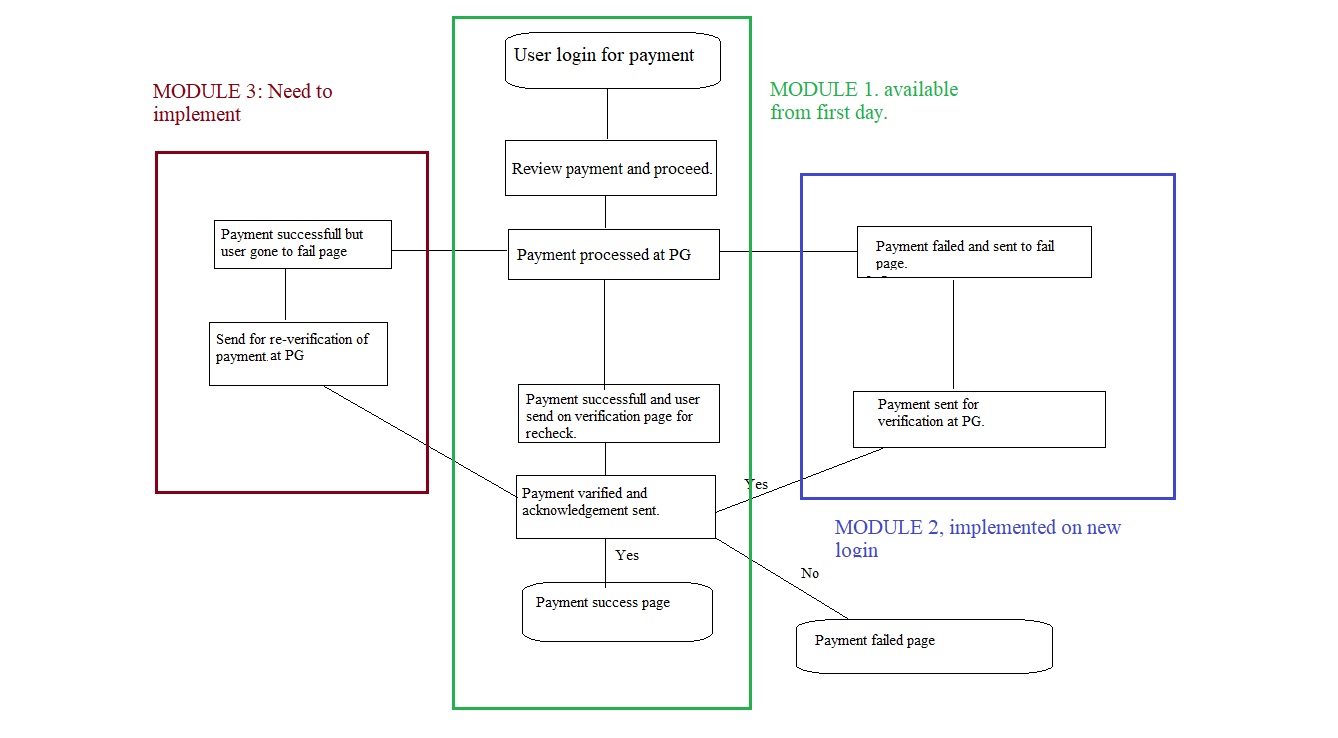 User login for payment
MODULE 3: Need to
implement
MODULE 1. available
from first day.
Review payment and proceed.
Payment successfull but
user gone to fail page
Payment processed at PG
Payment failed and sent to fail
page.
Send for re-verification of
payment at PG
Payment successfull and user
send on verification page for
recheck.
Payment sent for
verification at PG.
Yes
Payment varified and
acknowledgement sent.
MODULE 2, implemented on new
login
Yes
No
Payment success page
Payment failed page